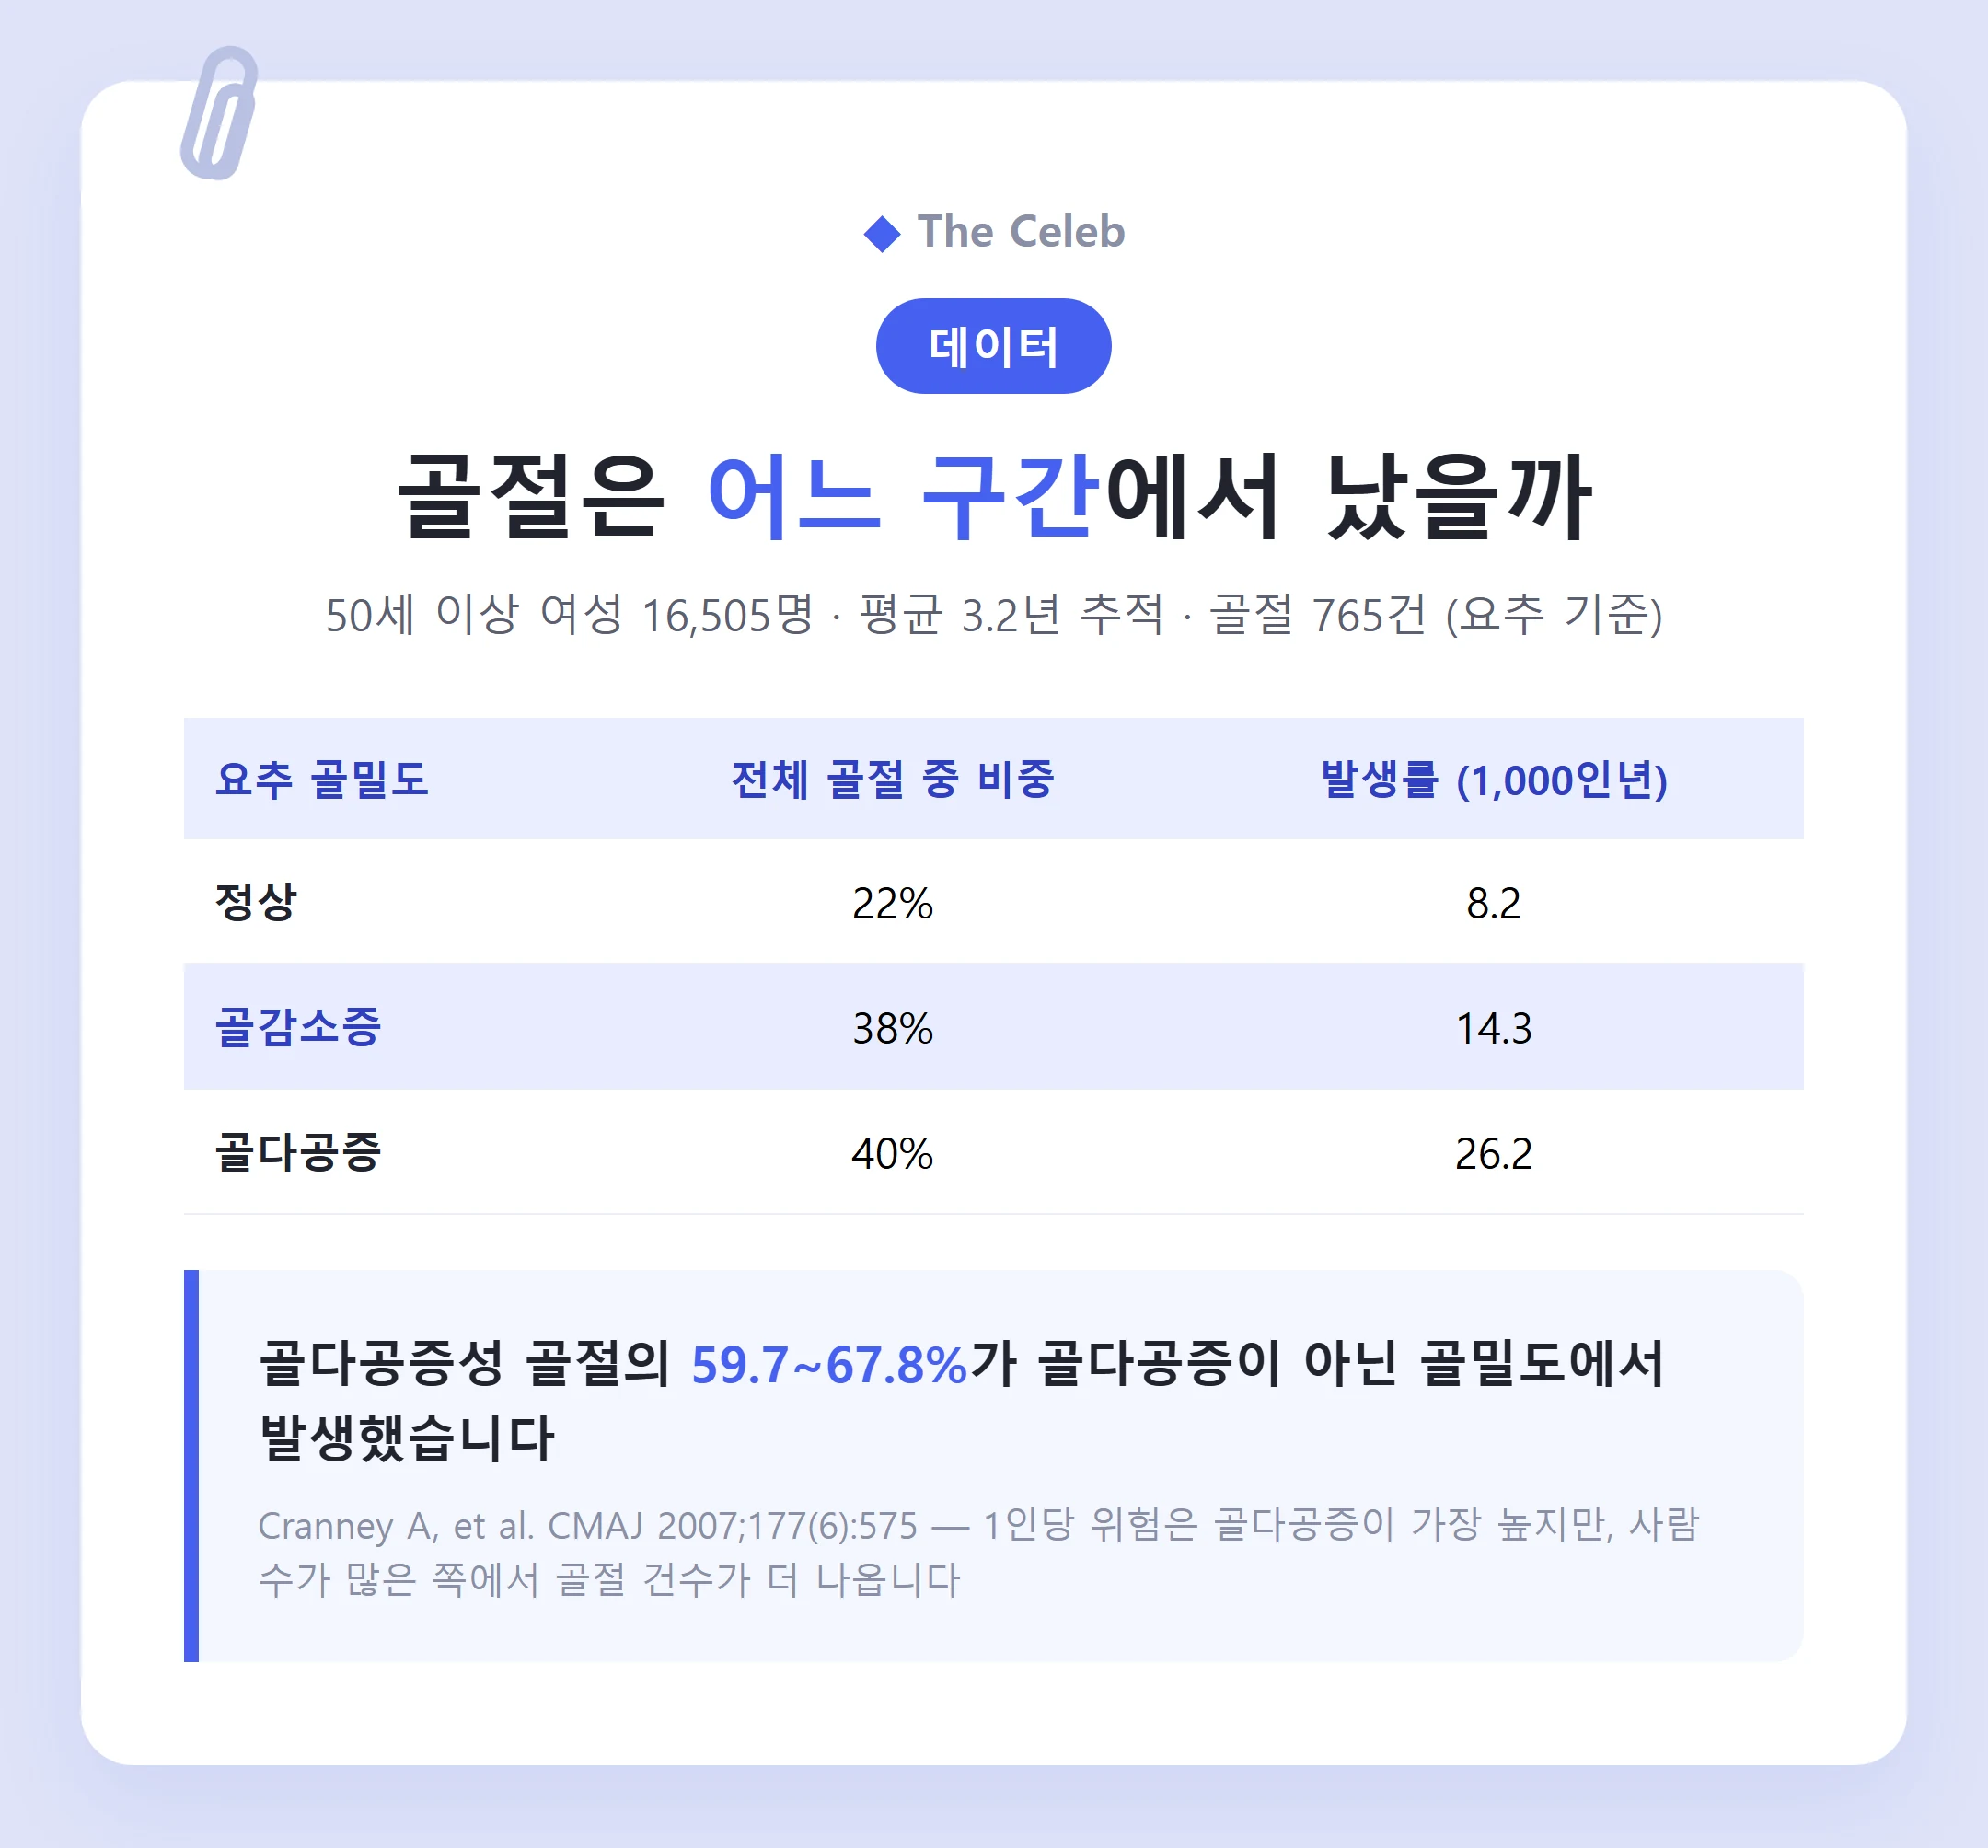 The Celeb
데이터
골절은 어느 구간에서 났을까
50세 이상 여성 16,505명 · 평균 3.2년 추적 · 골절 765건 (요추 기준)
요추 골밀도 전체 골절 중 비중 발생률 (1,000인년)
정상 22% 8.2
골감소증 38% 14.3
골다공증 40% 26.2
골다공증성 골절의 59.7~67.8%가 골다공증이 아닌 골밀도에서
발생했습니다
Cranney A, et al. CMAJ 2007;177(6):575 — 1인당 위험은 골다공증이 가장 높지만, 사람
수가 많은 쪽에서 골절 건수가 더 나옵니다